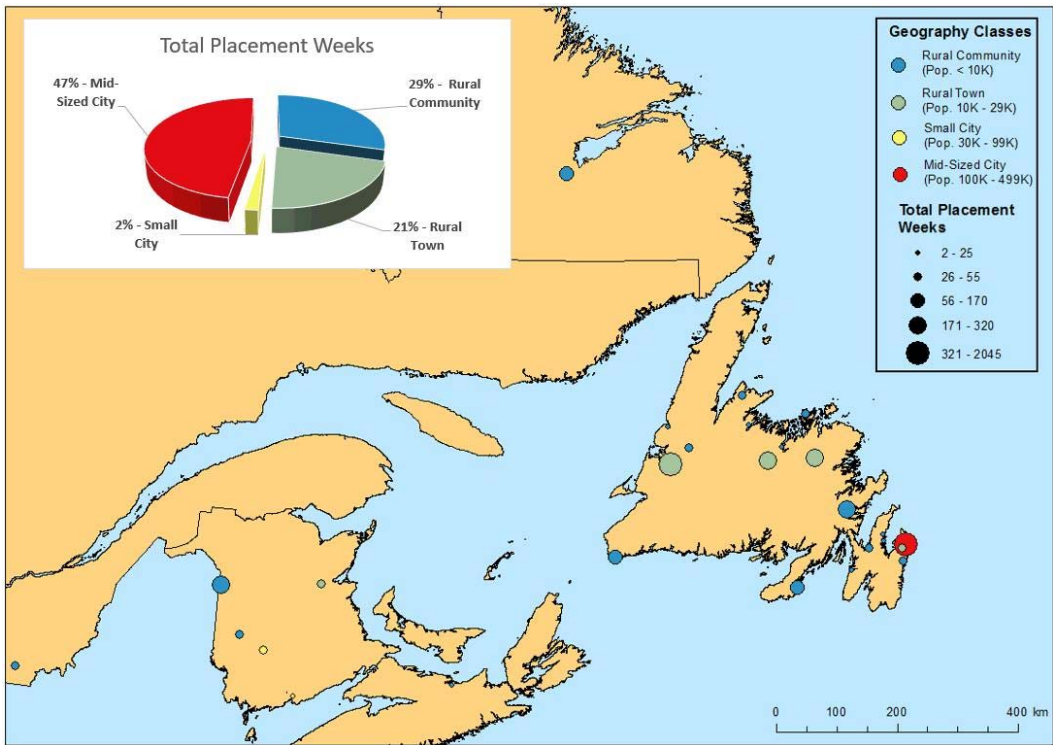 Total Placement Weeks
47% - Mid-
Sized City
29% - Rural
Community
2% - Small
City
21% - Rural
Town
Geography Classes
Rural Community
(Pop. < 10K)
Rural Town
(Pop. 10K - 29K)
Small City
(Pop. 30K - 99K)
Mid-Sized City
(Pop. 100K - 499K)
Total Placement
Weeks
2 - 25
26 - 55
56 - 170
171 - 320
321 - 2045
0 100 200 400 km